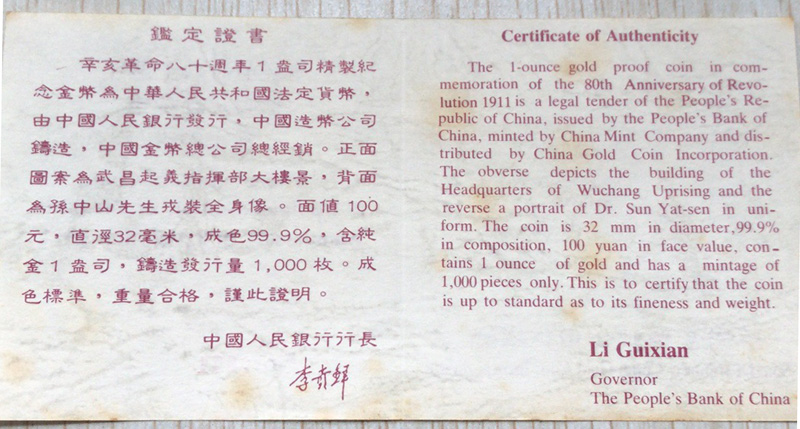 鑑定證書
辛亥革命八十週年1盎司精製紀
念金幣為中華人民共和國法定貨幣，
由中國人民銀行發行，中國造幣公司
鑄造，中國金幣總公司總經銷。正面
圖案為武昌起義指揮部大樓景，背面
為孫中山先生戎裝全身像。面值100
元，直徑32毫米，成色99.9%，含純
金1盎司，鑄造發行量1,000枚。成
色標準，重量合格，謹此證明。
中國人民銀行行長
李贵鲜
Certificate of Authenticity
The 1-ounce gold proof coin in com-
memoration of the 80th Anniversary of Revo-
lution 1911 is a legal tender of the People's Re-
public of China, issued by the People's Bank of
China, minted by China Mint Company and dis-
tributed by China Gold Coin Incorporation.
The obverse depicts the building of the
Headquarters of Wuchang Uprising and the
reverse a portrait of Dr. Sun Yat-sen in uni-
form. The coin is 32 mm in diameter,99.9%
in composition, 100 yuan in face value, con-
tains 1 ounce of gold and has a mintage of
1,000 pieces only. This is to certify that the coin
is up to standard as to its fineness and weight.
Li Guixian
Governor
The People's Bank of China